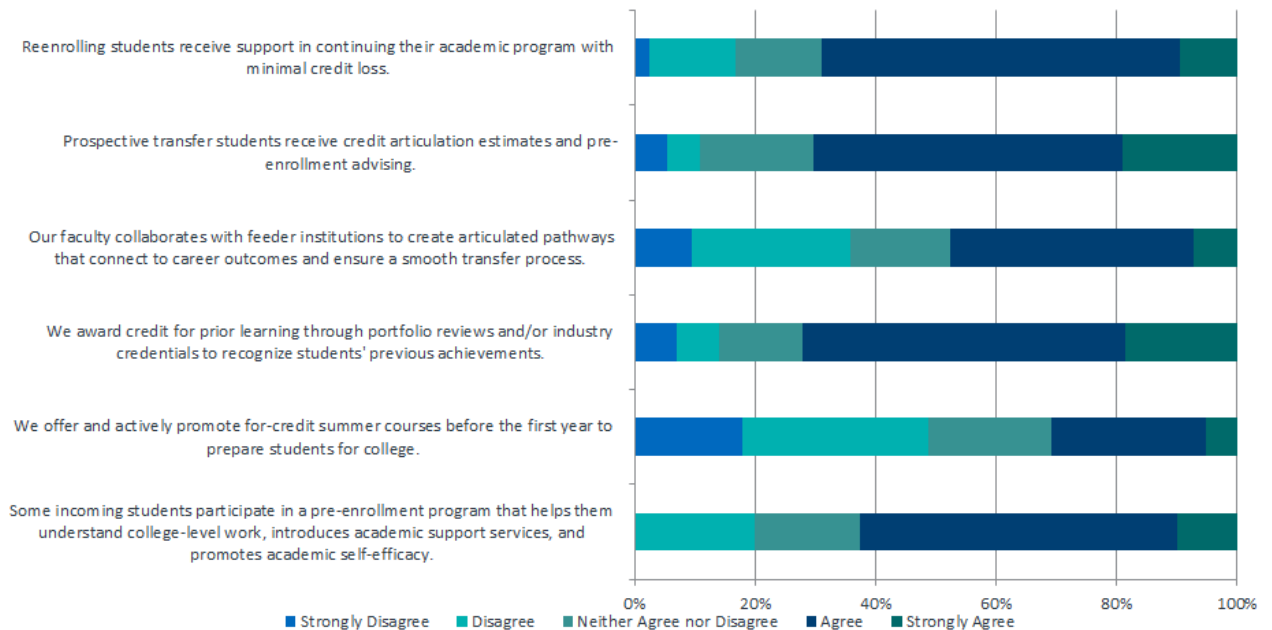 Reenrolling students receive support in continuing their academic program with
minimal credit loss.
Prospective transfer students receive credit articulation estimates and pre-
enrollment advising.
Our faculty collaborates with feeder institutions to create articulated pathways
that connect to career outcomes and ensure a smooth transfer process.
We award credit for prior learning through portfolio reviews and/or industry
credentials to recognize students' previous achievements.
We offer and actively promote for-credit summer courses before the first year to
prepare students for college.
Some incoming students participate in a pre-enrollment program that helps them
understand college-level work, introduces academic support services, and
promotes academic self-efficacy.
0% 20% 40% 60% 80% 100%
Strongly Disagree Disagree Neither Agree nor Disagree Agree Strongly Agree